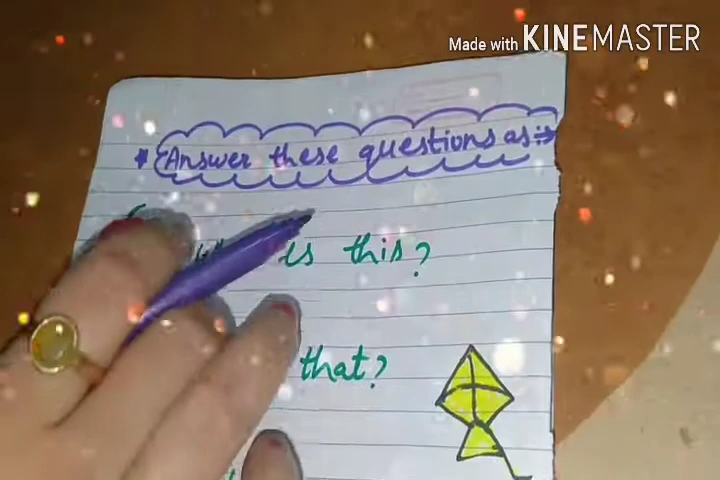 Made with KINEMASTER
* Answer these questions as :→
is this?
that?